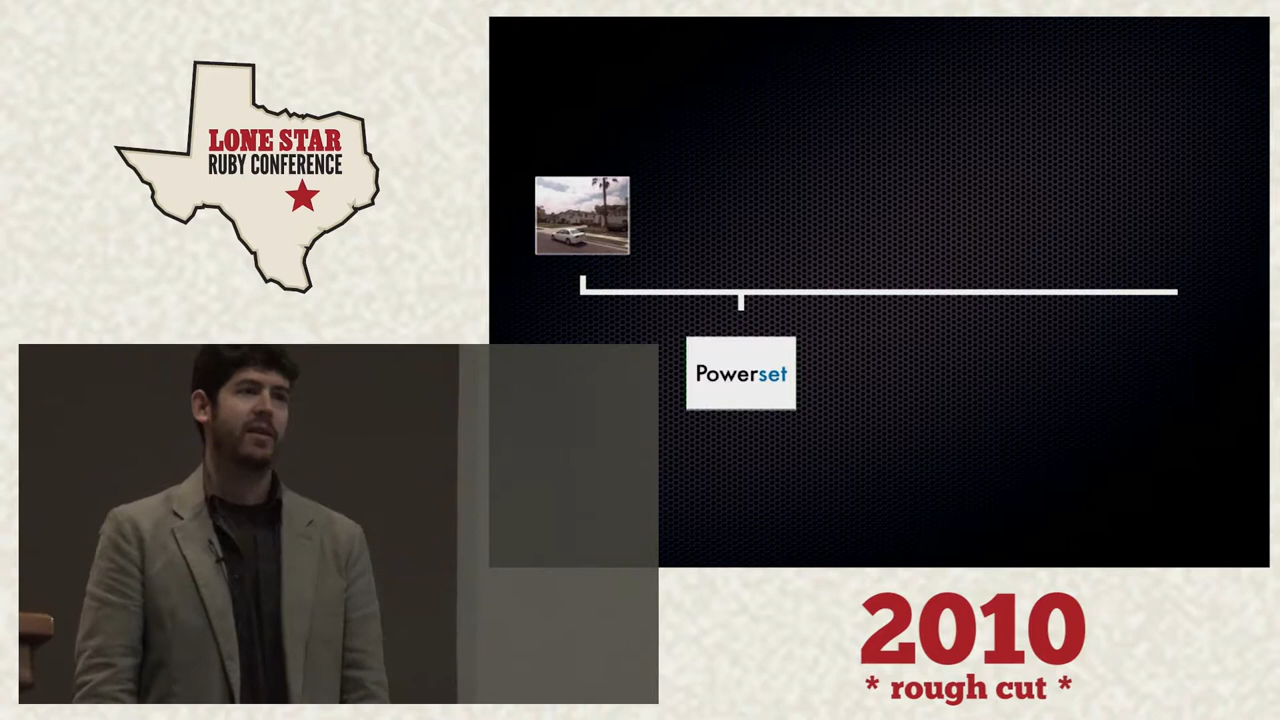 LONE STAR
RUBY CONFERENCE
Powerset
2010
* rough cut *